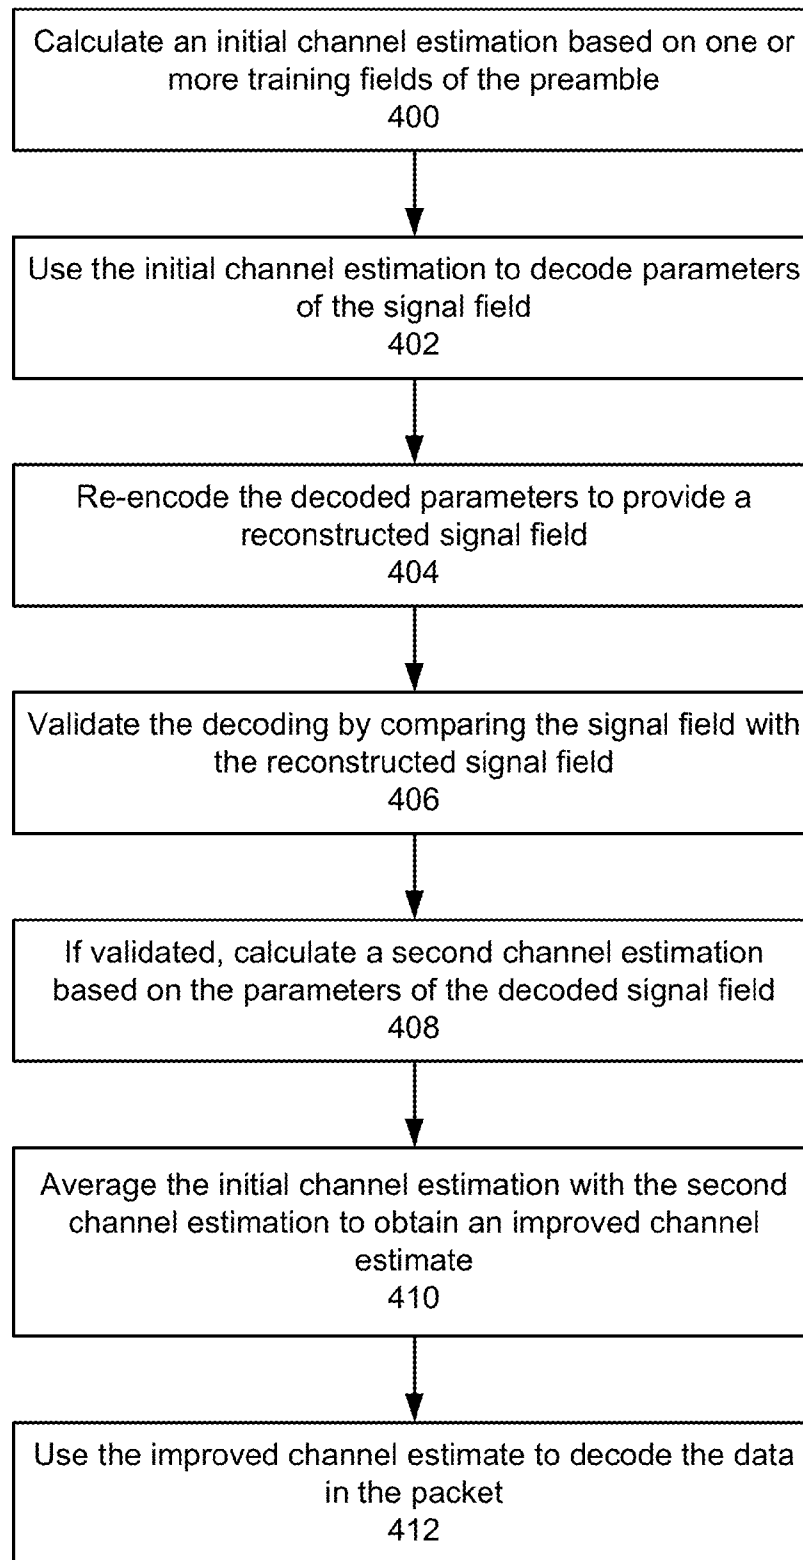 Calculate an initial channel estimation based on one or
more training fields of the preamble
400
Use the initial channel estimation to decode parameters
of the signal field
402
Re-encode the decoded parameters to provide a
reconstructed signal field
404
Validate the decoding by comparing the signal field with
the reconstructed signal field
406
If validated, calculate a second channel estimation
based on the parameters of the decoded signal field
408
Average the initial channel estimation with the second
channel estimation to obtain an improved channel
estimate
410
Use the improved channel estimate to decode the data
in the packet
412